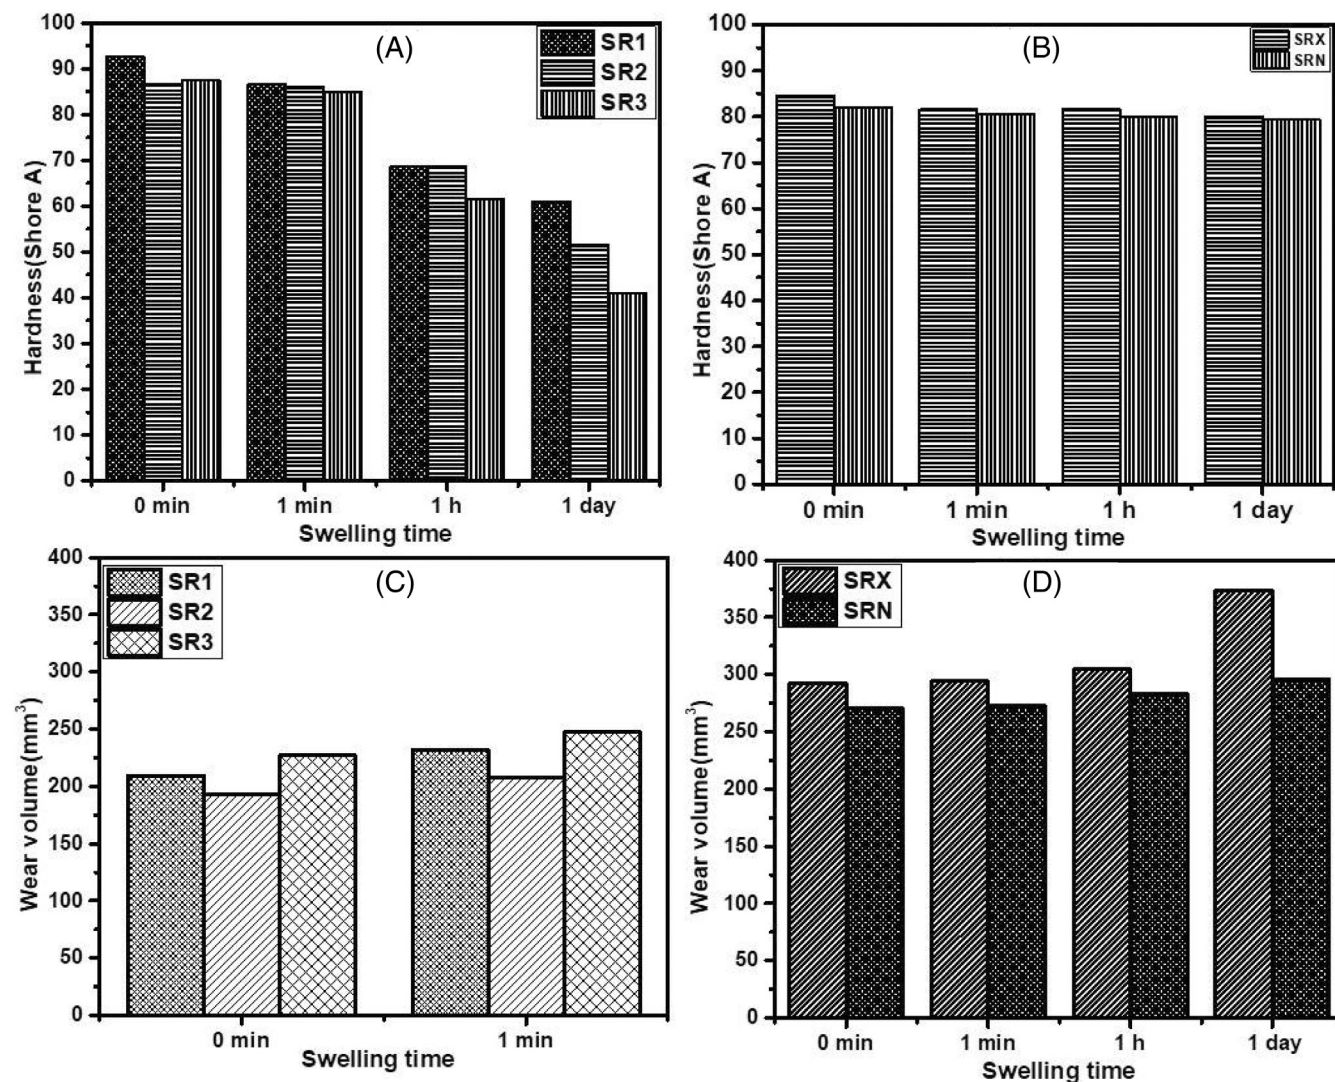 (A)
SR1
SR2
SR3
100
90
80
70
60
50
40
30
20
10
0
Hardness(Shore A)
0 min 1 min 1 h 1 day
Swelling time
(B)
SRX
SRN
100
90
80
70
60
50
40
30
20
10
0
Hardness(Shore A)
0 min 1 min 1 h 1 day
Swelling time
(C)
SR1
SR2
SR3
400
350
300
250
200
150
100
50
0
Wear volume(mm³)
0 min 1 min
Swelling time
(D)
SRX
SRN
400
350
300
250
200
150
100
50
0
Wear volume(mm³)
0 min 1 min 1 h 1 day
Swelling time